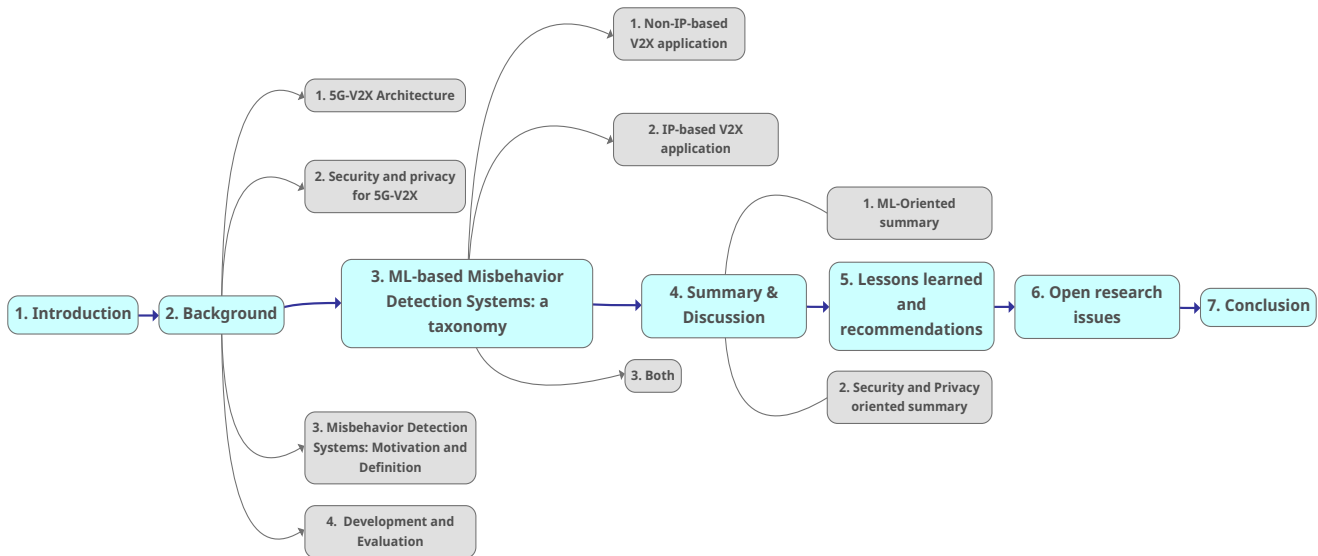 1. Introduction
2. Background
1. 5G-V2X Architecture
2. Security and privacy
for 5G-V2X
3. Misbehavior Detection
Systems: Motivation and
Definition
4. Development and
Evaluation
3. ML-based Misbehavior
Detection Systems: a
taxonomy
1. Non-IP-based
V2X application
2. IP-based V2X
application
3. Both
4. Summary &
Discussion
1. ML-Oriented
summary
2. Security and Privacy
oriented summary
5. Lessons learned
and
recommendations
6. Open research
issues
7. Conclusion